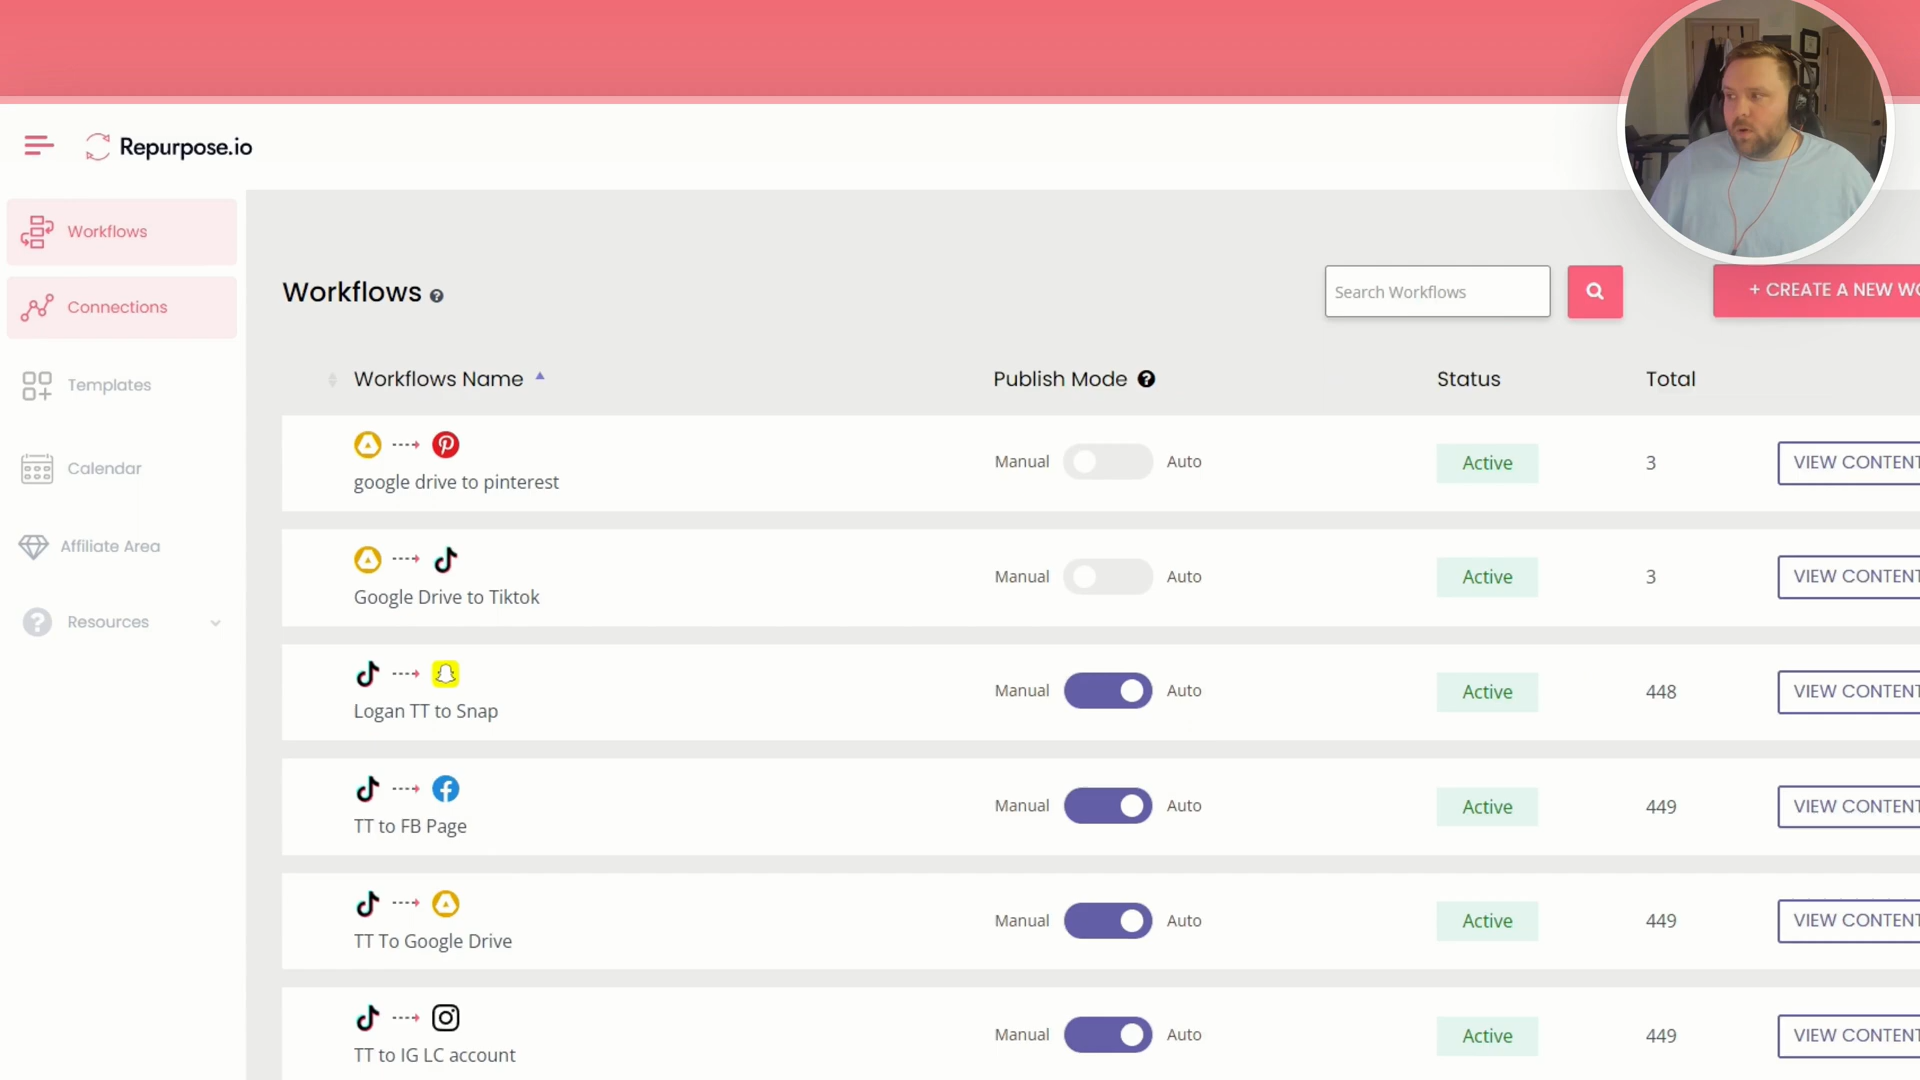 Repurpose.io
Workflows
Connections
Templates
Calendar
Affiliate Area
Resources
Workflows
Search Workflows
+ CREATE A NEW WO
Workflows Name
Publish Mode
Status
Total
google drive to pinterest
Manual
Auto
Active
3
VIEW CONTENT
Google Drive to Tiktok
Manual
Auto
Active
3
VIEW CONTENT
Logan TT to Snap
Manual
Auto
Active
448
VIEW CONTENT
TT to FB Page
Manual
Auto
Active
449
VIEW CONTENT
TT To Google Drive
Manual
Auto
Active
449
VIEW CONTENT
TT to IG LC account
Manual
Auto
Active
449
VIEW CONTENT